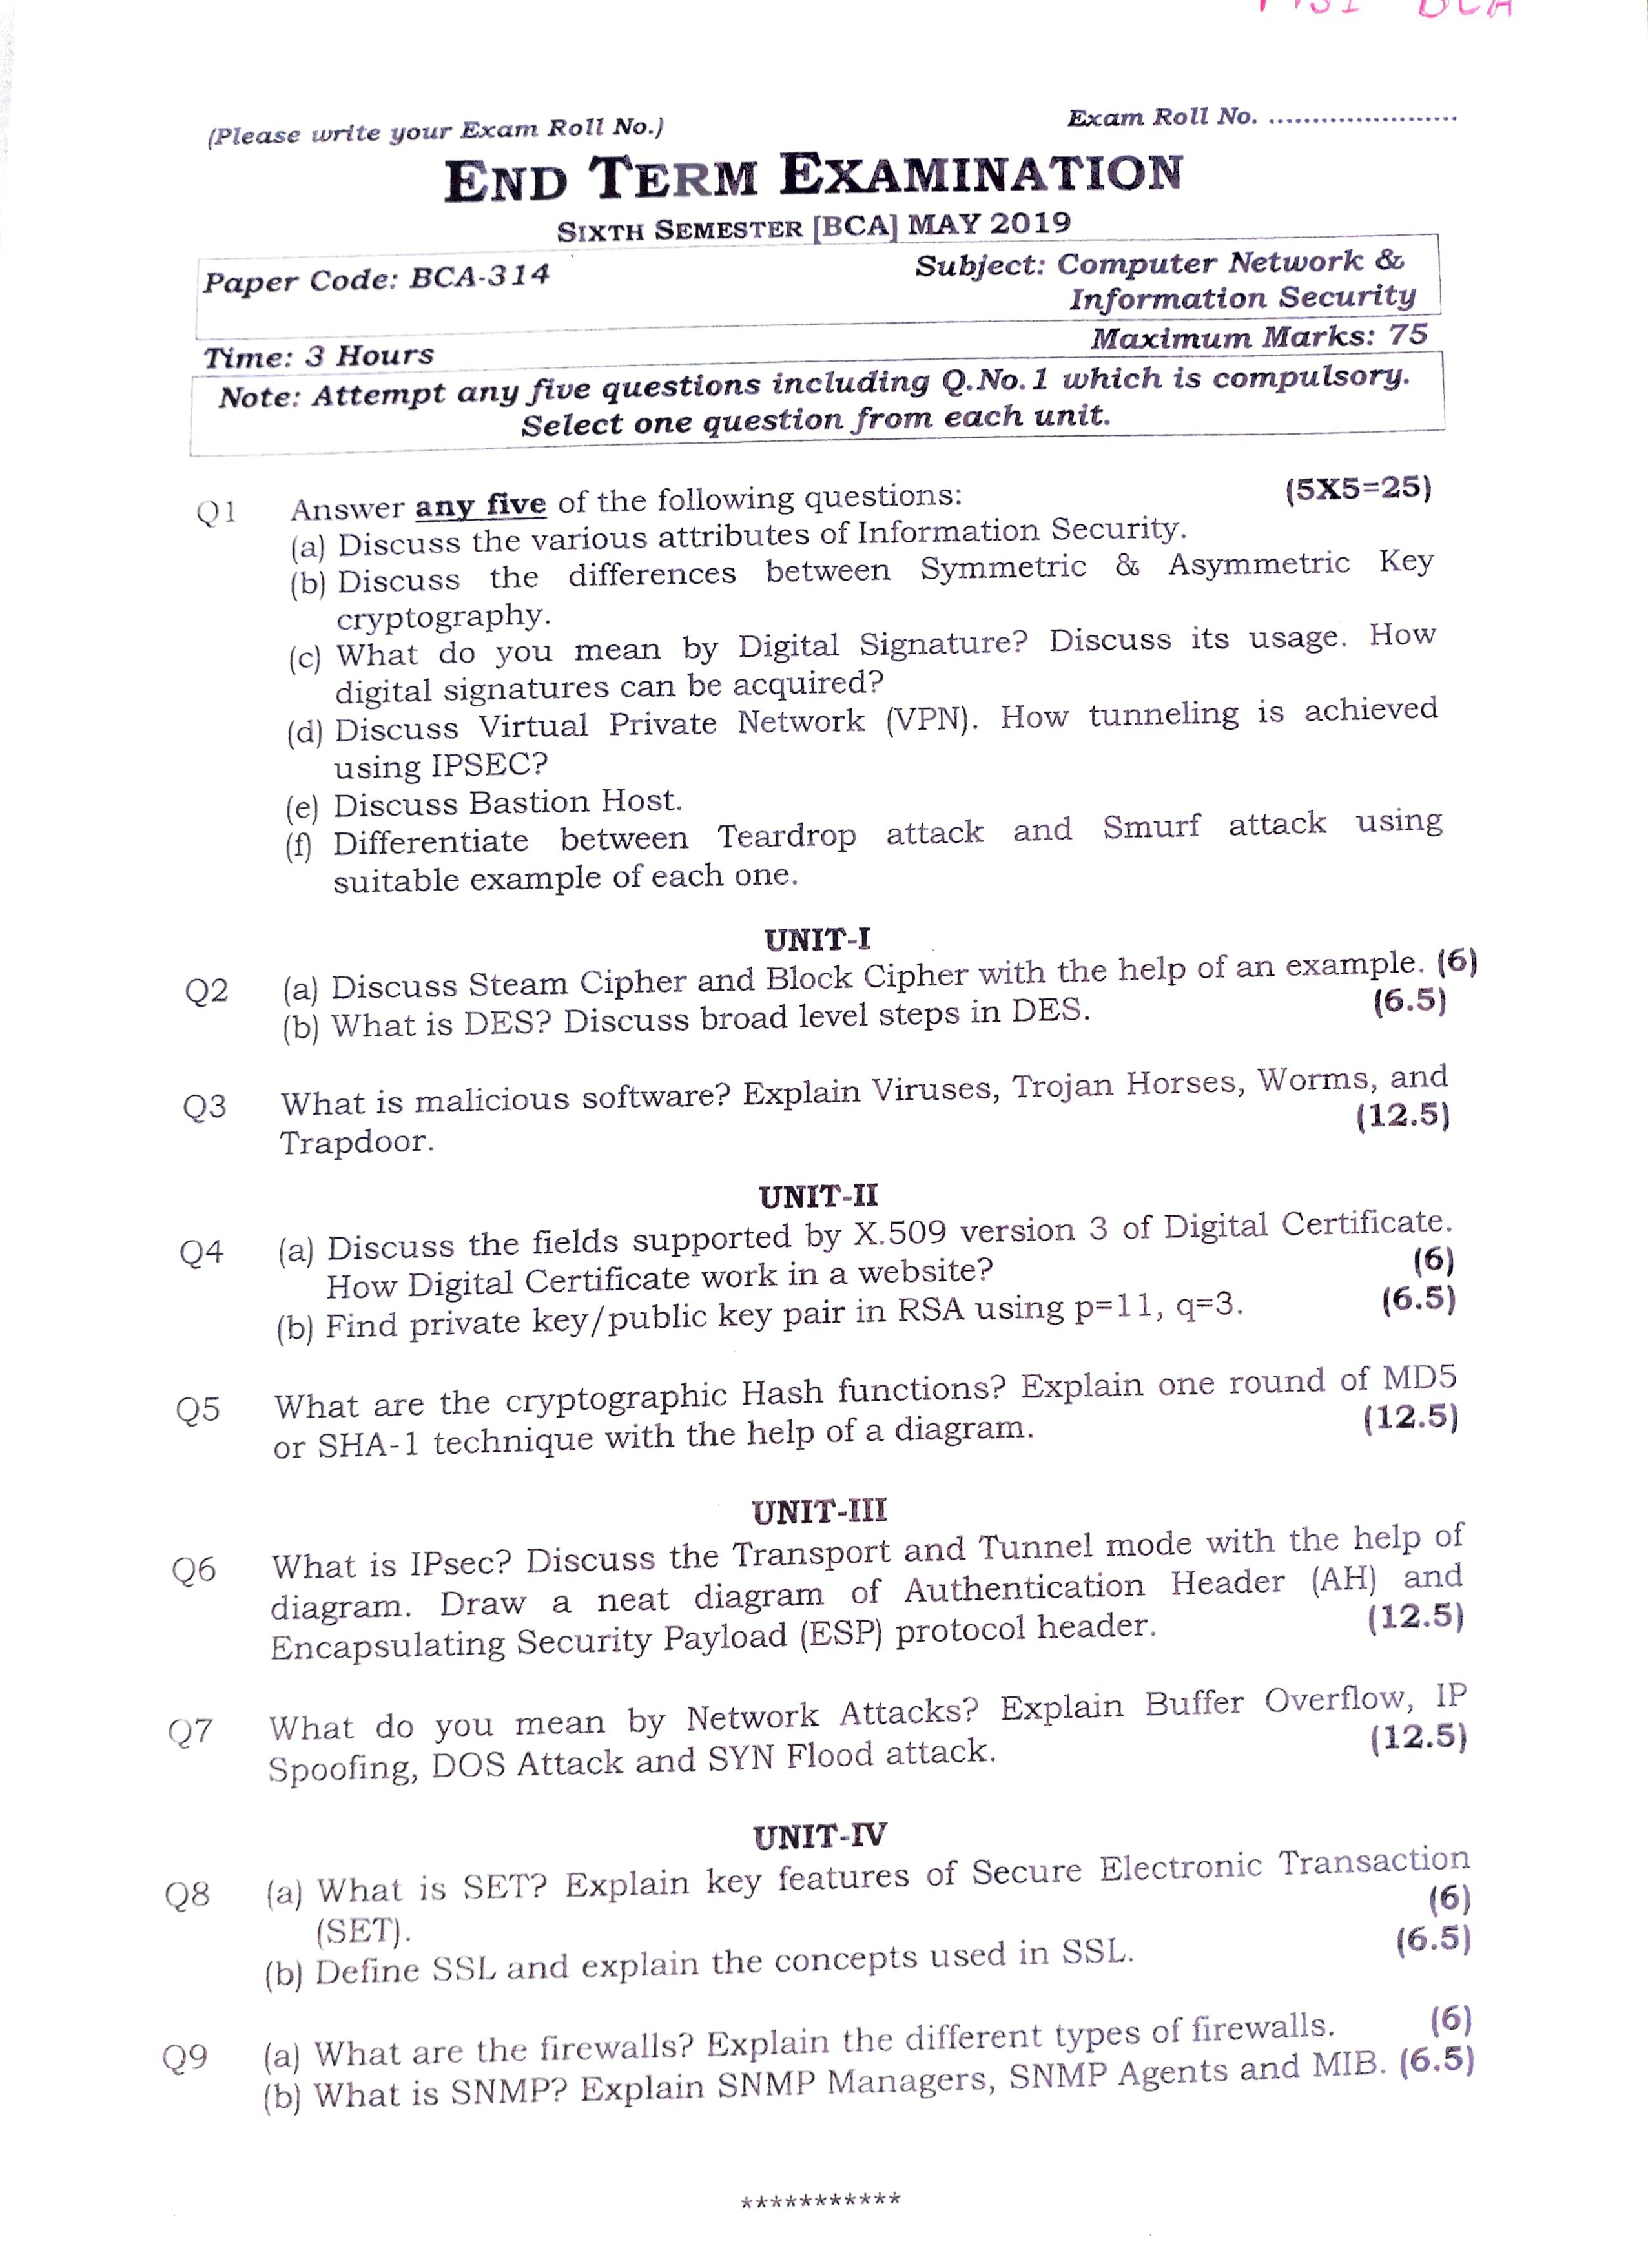 BCA
(Please write your Exam Roll No.) Exam Roll No. ......................
END TERM EXAMINATION
SIXTH SEMESTER [BCA] MAY 2019
Paper Code: BCA-314 Subject: Computer Network &
Information Security
Time: 3 Hours Maximum Marks: 75
Note: Attempt any five questions including Q.No.1 which is compulsory.
Select one question from each unit.
Q1 Answer any five of the following questions: (5X5=25)
(a) Discuss the various attributes of Information Security.
(b) Discuss the differences between Symmetric & Asymmetric Key
cryptography.
(c) What do you mean by Digital Signature? Discuss its usage. How
digital signatures can be acquired?
(d) Discuss Virtual Private Network (VPN). How tunneling is achieved
using IPSEC?
(e) Discuss Bastion Host.
(f) Differentiate between Teardrop attack and Smurf attack using
suitable example of each one.
UNIT-I
Q2 (a) Discuss Steam Cipher and Block Cipher with the help of an example. (6)
(b) What is DES? Discuss broad level steps in DES. (6.5)
Q3 What is malicious software? Explain Viruses, Trojan Horses, Worms, and
Trapdoor. (12.5)
UNIT-II
Q4 (a) Discuss the fields supported by X.509 version 3 of Digital Certificate.
How Digital Certificate work in a website? (6)
(b) Find private key/public key pair in RSA using p=11, q=3. (6.5)
Q5 What are the cryptographic Hash functions? Explain one round of MD5
or SHA-1 technique with the help of a diagram. (12.5)
UNIT-III
Q6 What is IPsec? Discuss the Transport and Tunnel mode with the help of
diagram. Draw a neat diagram of Authentication Header (AH) and
Encapsulating Security Payload (ESP) protocol header. (12.5)
Q7 What do you mean by Network Attacks? Explain Buffer Overflow, IP
Spoofing, DOS Attack and SYN Flood attack. (12.5)
UNIT-IV
Q8 (a) What is SET? Explain key features of Secure Electronic Transaction
(SET). (6)
(b) Define SSL and explain the concepts used in SSL. (6.5)
Q9 (a) What are the firewalls? Explain the different types of firewalls. (6)
(b) What is SNMP? Explain SNMP Managers, SNMP Agents and MIB. (6.5)
***********